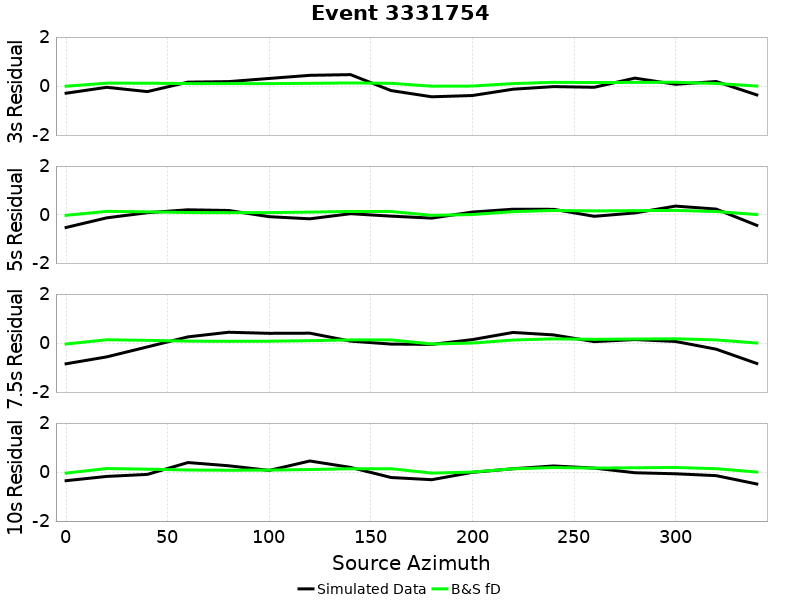 Event 3331754
3s Residual
2
0
-2
5s Residual
2
0
-2
7.5s Residual
2
0
-2
10s Residual
2
0
-2
0 50 100 150 200 250 300
Source Azimuth
Simulated Data B&S fD